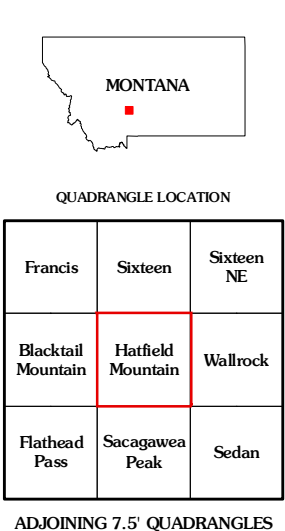 MONTANA
QUADRANGLE LOCATION
Francis
Sixteen
Sixteen
NE
Blacktail
Mountain
Hatfield
Mountain
Wallrock
Flathead
Pass
Sacagawea
Peak
Sedan
ADJOINING 7.5' QUADRANGLES